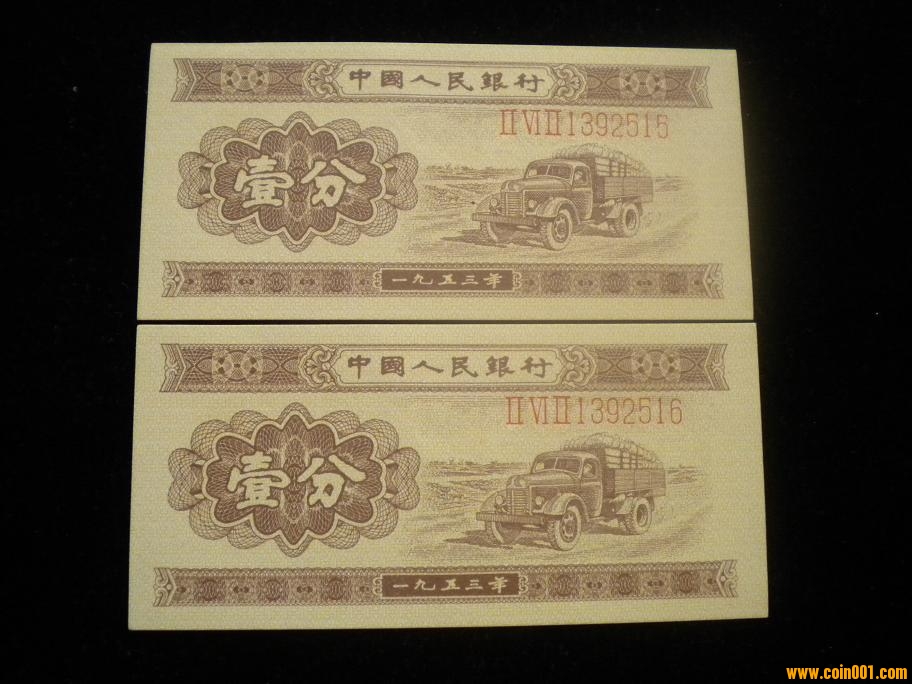 中國人民銀行
ⅡⅥⅡ1392515
壹分
一九五三年
中國人民銀行
ⅡⅥⅡ1392516
壹分
一九五三年
www.coin001.com